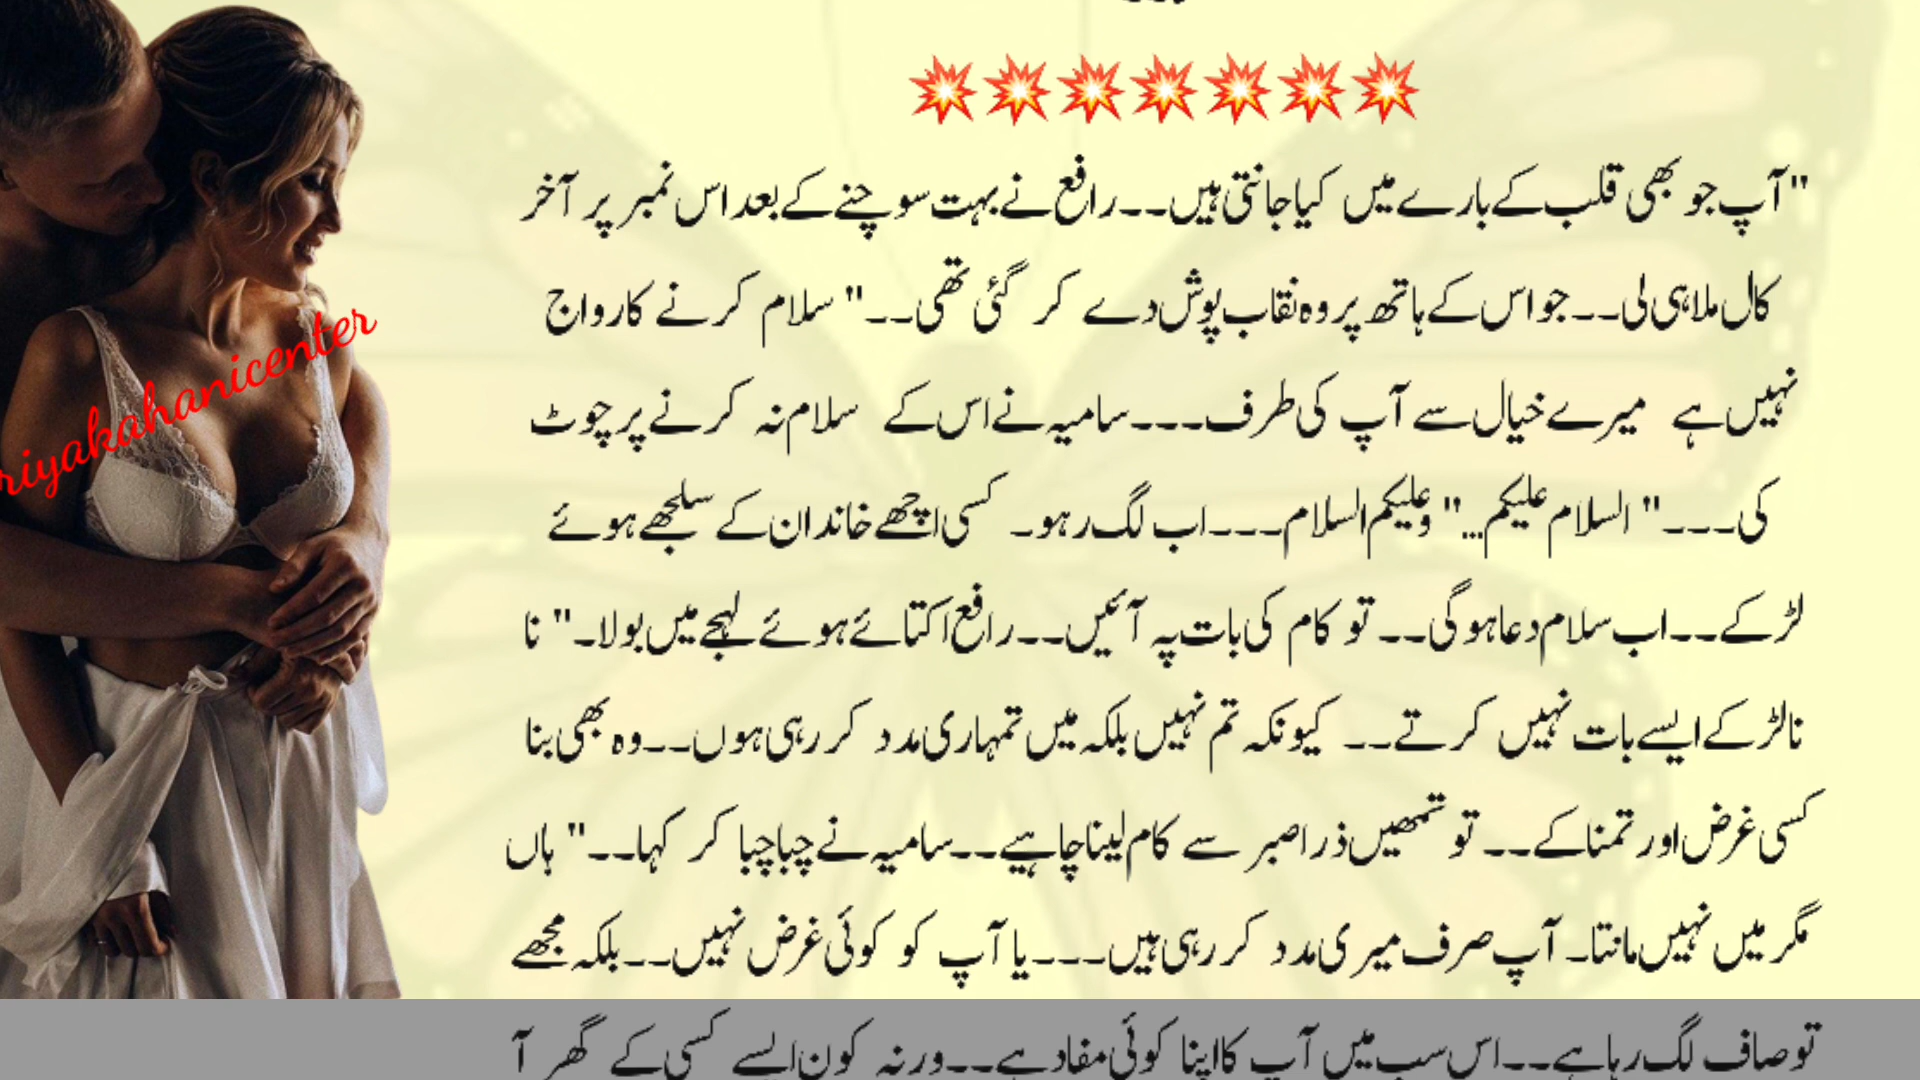 "آپ جو بھی قلب کے بارے میں کیا جانتی ہیں۔۔رافع نے بہت سوچنے کے بعد اس نمبر پر آخر
کال ملا ہی لی۔۔جو اس کے ہاتھ پر وہ نقاب پوش دے کر گئی تھی۔۔" سلام کرنے کا رواج
نہیں ہے میرے خیال سے آپ کی طرف۔۔۔سامیہ نے اس کے سلام نہ کرنے پر چوٹ
کی۔۔۔" السلام علیکم..." وعلیکم السلام۔۔۔اب لگ رہو۔ کسی اچھے خاندان کے سلجھے ہوئے
لڑکے۔۔اب سلام دعا ہو گی۔۔ تو کام کی بات پہ آئیں۔۔رافع اکتائے ہوئے لہجے میں بولا۔" نا
نا لڑکے ایسے بات نہیں کرتے۔۔ کیونکہ تم نہیں بلکہ میں تمہاری مدد کر رہی ہوں۔۔وہ بھی بنا
کسی غرض اور تمنا کے۔۔ تو تمھیں ذرا صبر سے کام لینا چاہیے۔۔سامیہ نے چبا چبا کر کہا۔۔" ہاں
مگر میں نہیں مانتا۔ آپ صرف میری مدد کر رہی ہیں۔۔۔یا آپ کو کوئی غرض نہیں۔۔بلکہ مجھے
تو صاف لگ رہا ہے۔۔اس سب میں آپ کا اپنا کوئی مفاد ہے۔۔ورنہ کون ایسے کسی کے گھر آ
riyakahanicenter